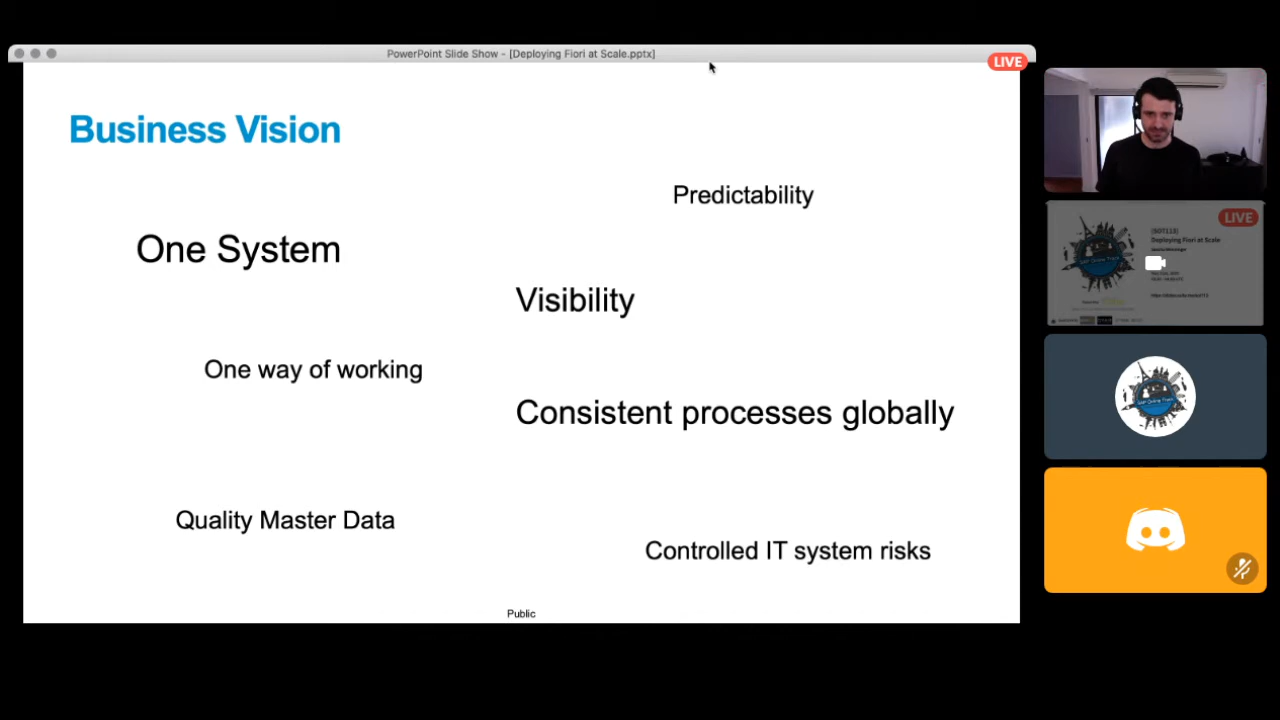 PowerPoint Slide Show - [Deploying Fiori at Scale.pptx]
LIVE
Business Vision
Predictability
One System
Visibility
One way of working
Consistent processes globally
Quality Master Data
Controlled IT system risks
Public
LIVE
Deploying Fiori at Scale